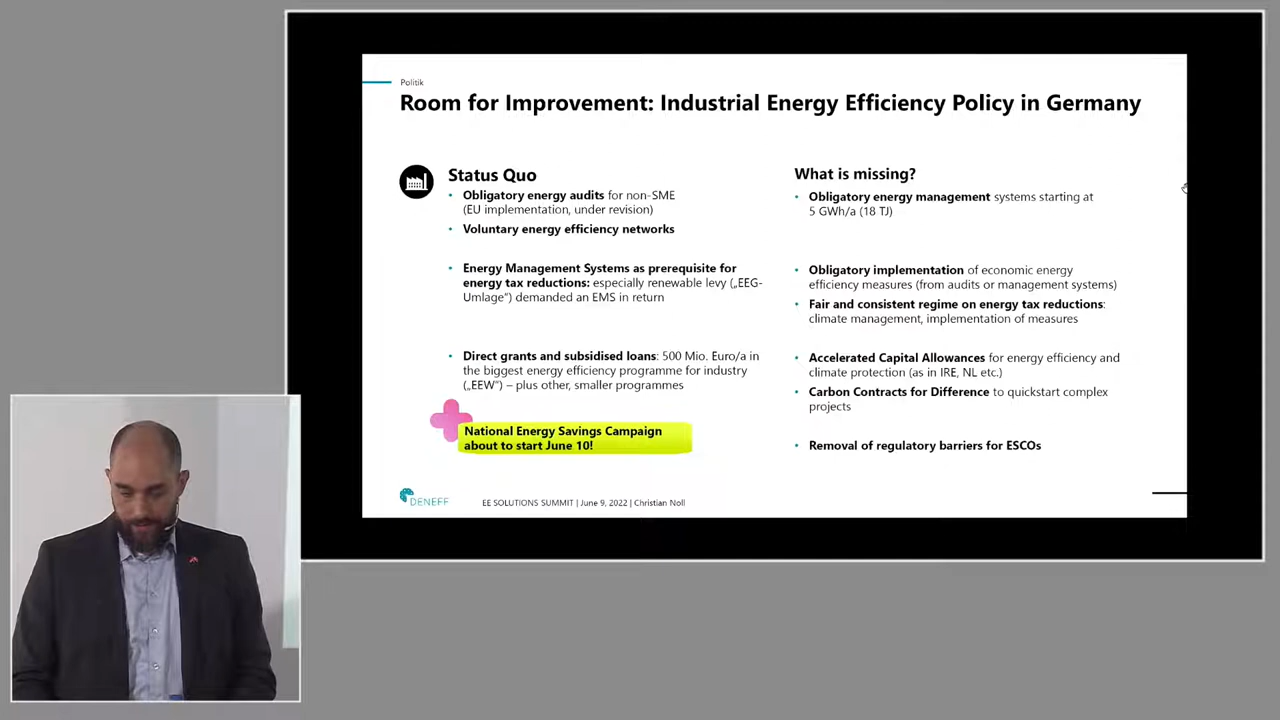 Politik
Room for Improvement: Industrial Energy Efficiency Policy in Germany
Status Quo
• Obligatory energy audits for non-SME
(EU implementation, under revision)
• Voluntary energy efficiency networks
• Energy Management Systems as prerequisite for
energy tax reductions: especially renewable levy („EEG-
Umlage“) demanded an EMS in return
• Direct grants and subsidised loans: 500 Mio. Euro/a in
the biggest energy efficiency programme for industry
(„EEW“) – plus other, smaller programmes
National Energy Savings Campaign
about to start June 10!
What is missing?
• Obligatory energy management systems starting at
5 GWh/a (18 TJ)
• Obligatory implementation of economic energy
efficiency measures (from audits or management systems)
• Fair and consistent regime on energy tax reductions:
climate management, implementation of measures
• Accelerated Capital Allowances for energy efficiency and
climate protection (as in IRE, NL etc.)
• Carbon Contracts for Difference to quickstart complex
projects
• Removal of regulatory barriers for ESCOs
DENEFF
EE SOLUTIONS SUMMIT | June 9, 2022 | Christian Noll